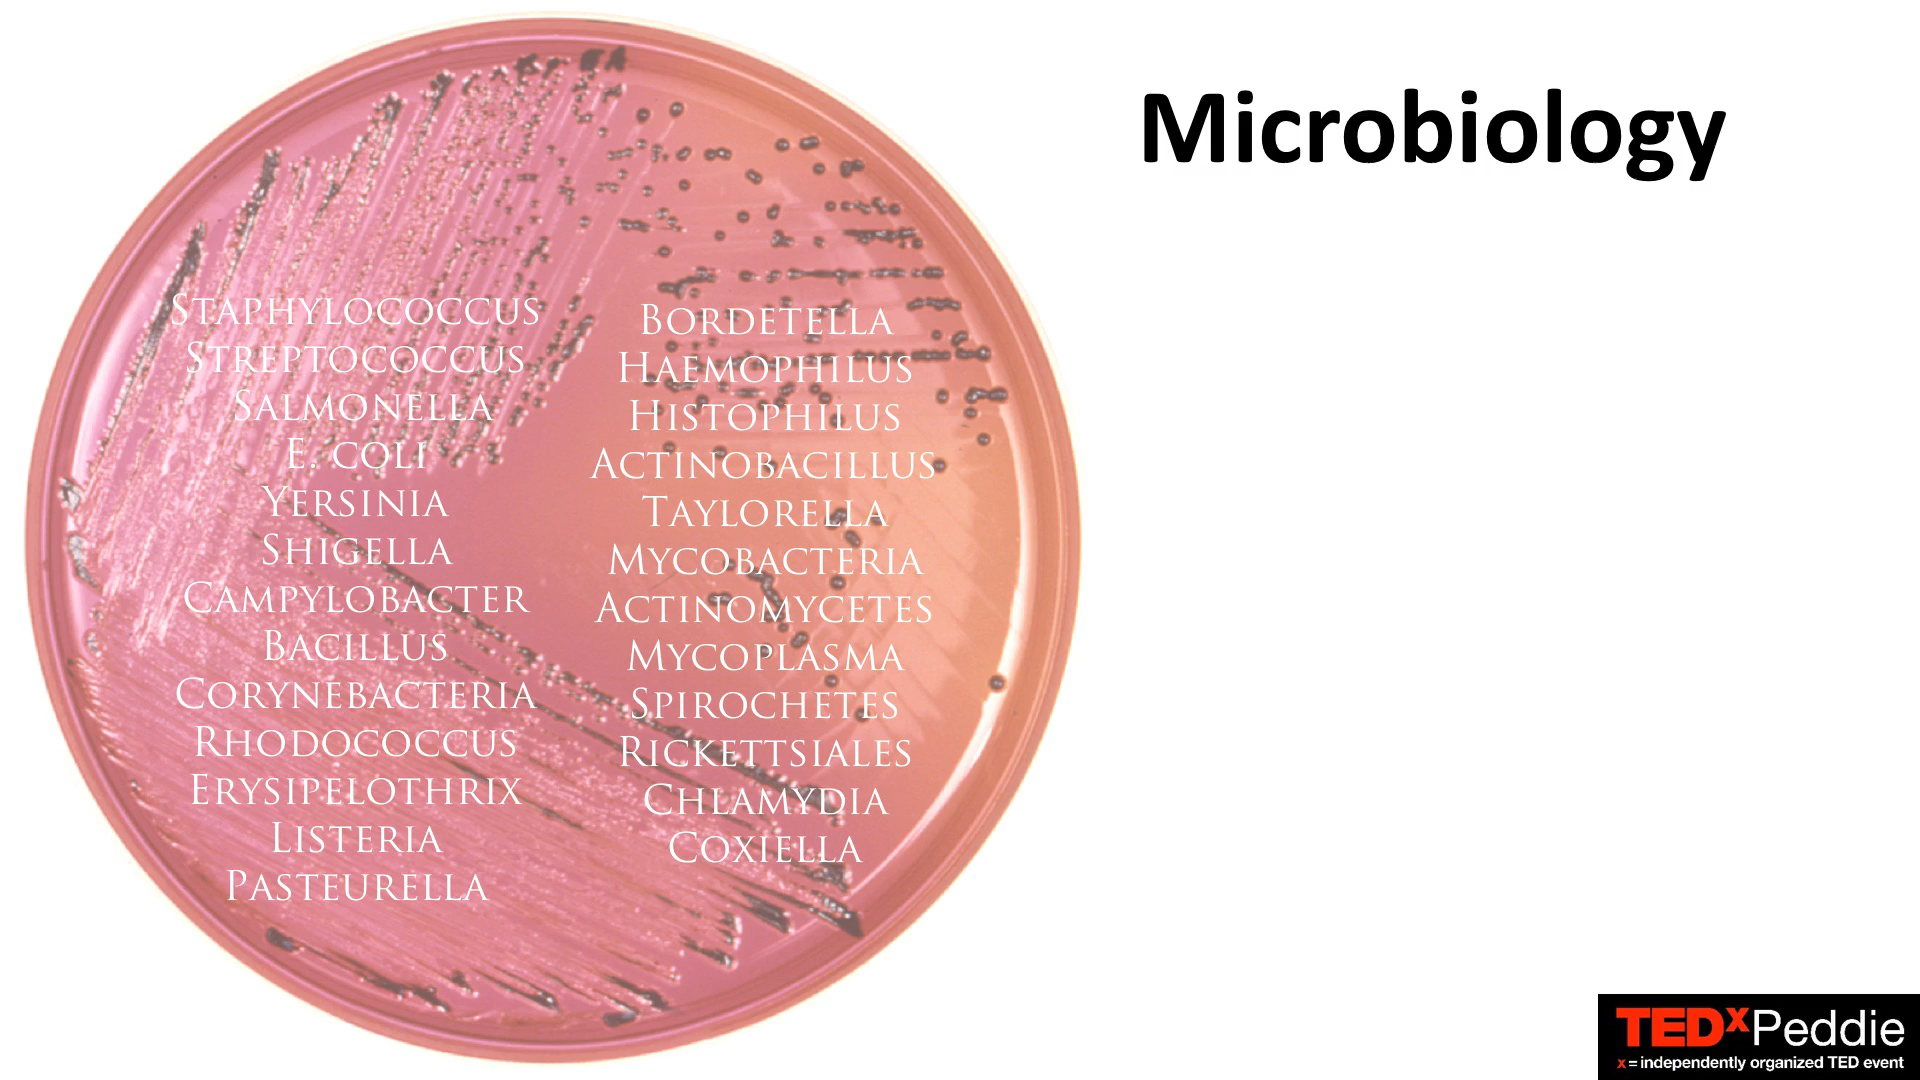 Microbiology
Staphylococcus
Streptococcus
Salmonella
E. coli
Yersinia
Shigella
Campylobacter
Bacillus
Corynebacteria
Rhodococcus
Erysipelothrix
Listeria
Pasteurella
Bordetella
Haemophilus
Histophilus
Actinobacillus
Taylorella
Mycobacteria
Actinomycetes
Mycoplasma
Spirochetes
Rickettsiales
Chlamydia
Coxiella
TEDxPeddie
x = independently organized TED event